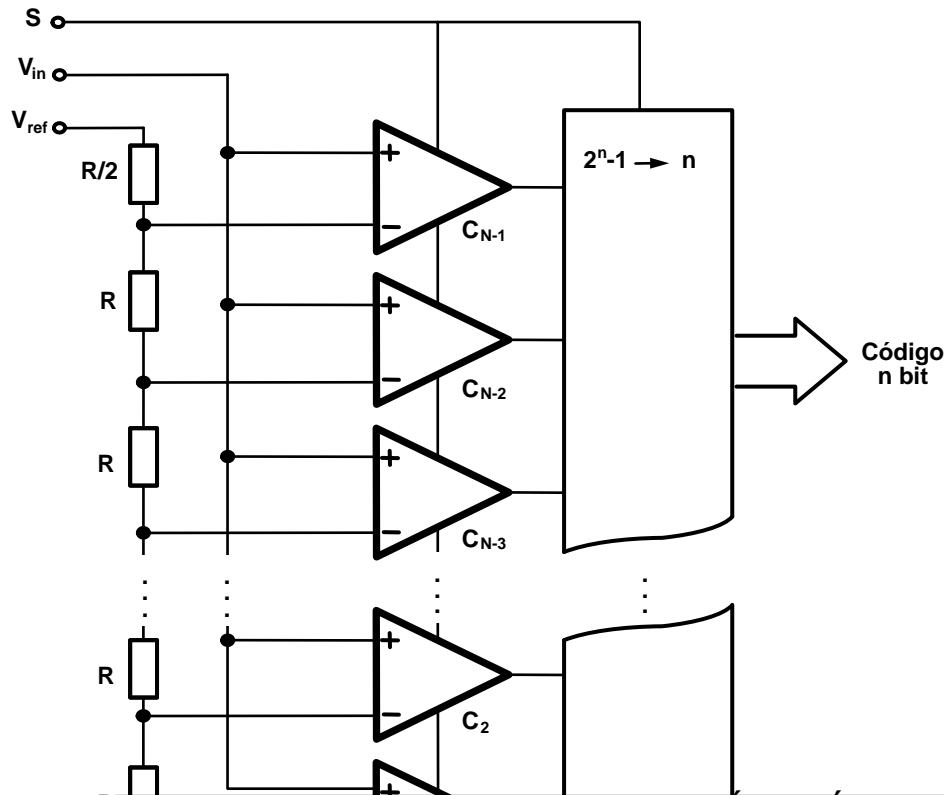 S
V_in
V_ref
R/2
+
−
C_N-1
2^n-1 → n
R
+
−
C_N-2
Código
n bit
R
+
−
C_N-3
R
+
−
C_2
+